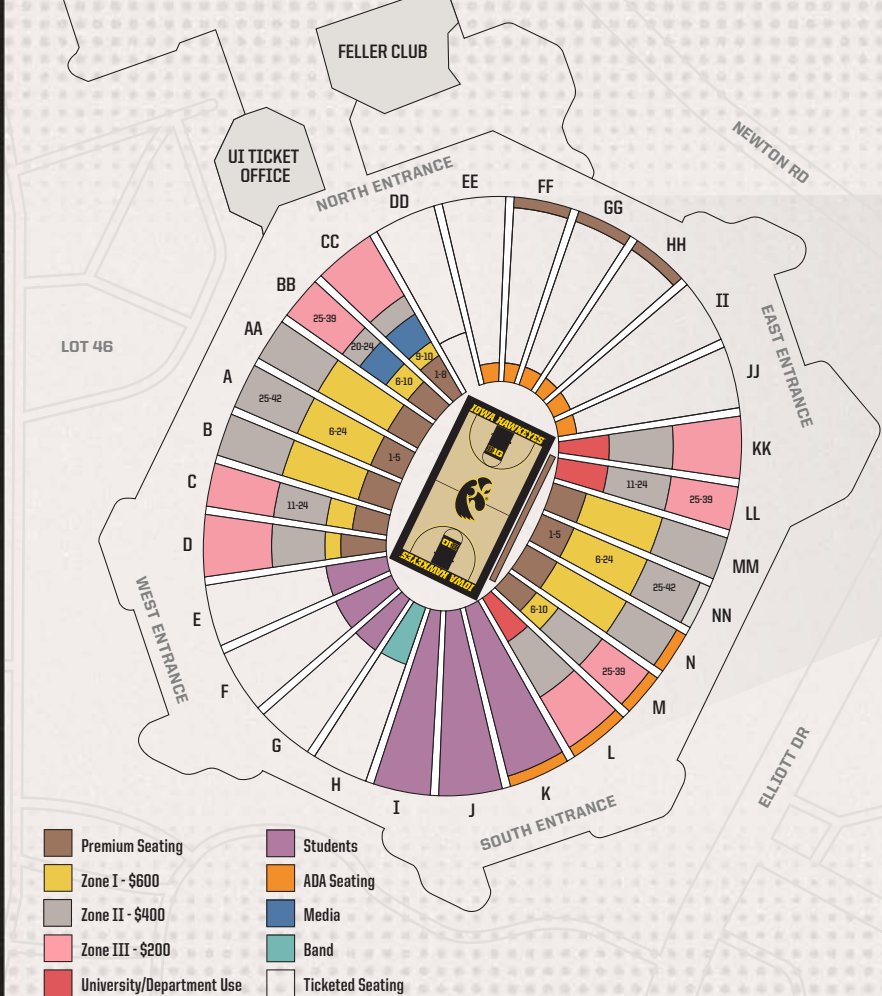 FELLER CLUB
UI TICKET
OFFICE
NEWTON RD
NORTH ENTRANCE
EE
FF
DD
GG
CC
HH
BB
II
AA
LOT 46
EAST ENTRANCE
JJ
A
B
C
D
E
F
G
H
I
J
K
L
M
N
NN
MM
LL
KK
25-39
20-24
9-10
1-8
6-10
25-42
6-24
1-5
11-24
11-24
25-39
1-5
6-24
25-42
6-10
25-39
IOWA HAWKEYES
B1G
B1G
IOWA HAWKEYES
WEST ENTRANCE
SOUTH ENTRANCE
ELLIOTT DR
Premium Seating
Zone I - $600
Zone II - $400
Zone III - $200
University/Department Use
Students
ADA Seating
Media
Band
Ticketed Seating